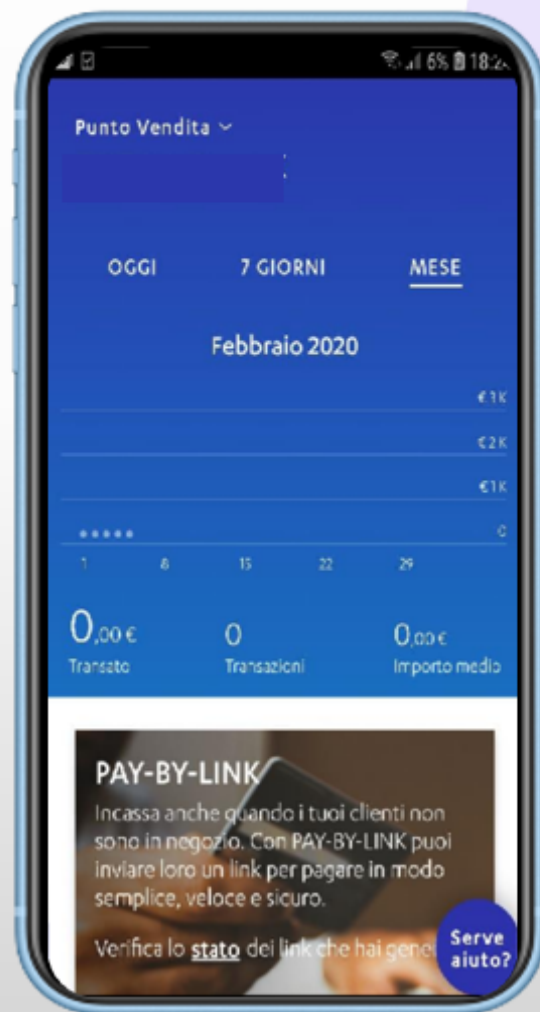 6% 18:2
Punto Vendita
OGGI 7 GIORNI MESE
Febbraio 2020
€3K
€2K
€1K
0
1 8 15 22 29
0,00 € 0 0,00 €
Transato Transazioni Importo medio
PAY-BY-LINK
Incassa anche quando i tuoi clienti non
sono in negozio. Con PAY-BY-LINK puoi
inviare loro un link per pagare in modo
semplice, veloce e sicuro.
Verifica lo stato dei link che hai gene
Serve
aiuto?